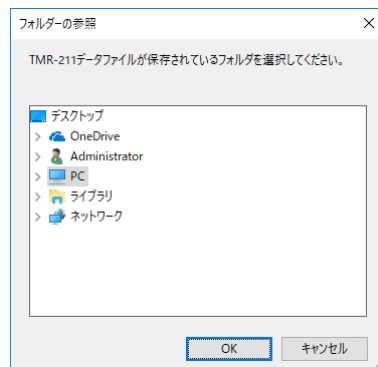 フォルダーの参照
TMR-211データファイルが保存されているフォルダを選択してください。
デスクトップ
OneDrive
Administrator
PC
ライブラリ
ネットワーク
OK
キャンセル